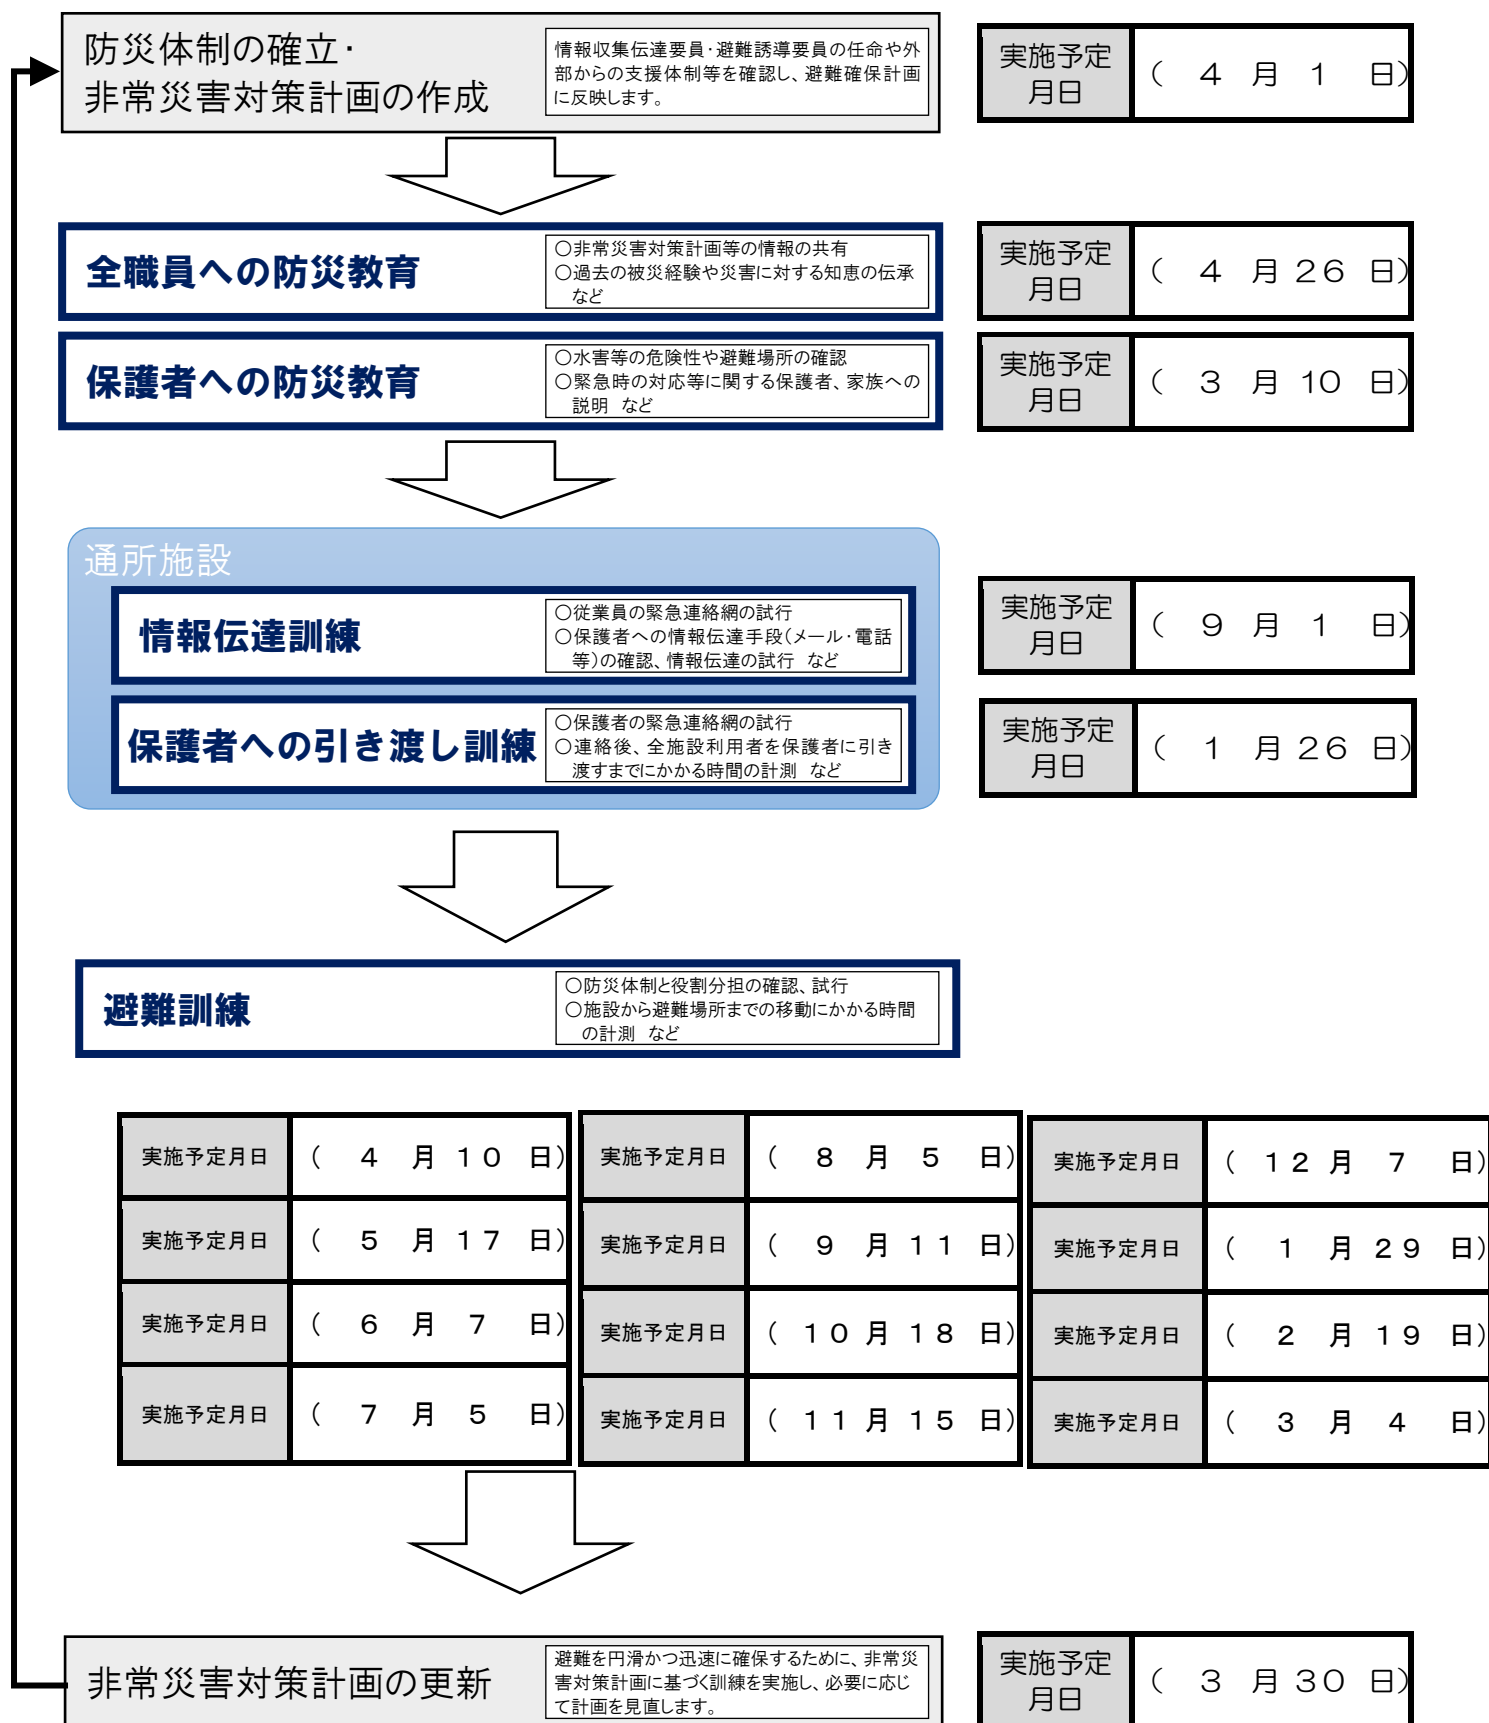 防災体制の確立・
非常災害対策計画の作成
情報収集伝達要員・避難誘導要員の任命や外
部からの支援体制等を確認し、避難確保計画
に反映します。
実施予定
月日
（　４　月　１　日）
全職員への防災教育
○非常災害対策計画等の情報の共有
○過去の被災経験や災害に対する知恵の伝承
など
実施予定
月日
（　４　月 ２６　日）
保護者への防災教育
○水害等の危険性や避難場所の確認
○緊急時の対応等に関する保護者、家族への
説明　など
実施予定
月日
（　３　月 10　日）
通所施設
情報伝達訓練
○従業員の緊急連絡網の試行
○保護者への情報伝達手段（メール・電話
等）の確認、情報伝達の試行　など
実施予定
月日
（　９　月　１　日）
保護者への引き渡し訓練
○保護者の緊急連絡網の試行
○連絡後、全施設利用者を保護者に引き
渡すまでにかかる時間の計測　など
実施予定
月日
（　１　月 ２６　日）
避難訓練
○防災体制と役割分担の確認、試行
○施設から避難場所までの移動にかかる時間
の計測　など
実施予定月日　（　４　月 １０　日）　実施予定月日　（　８　月　５　日）　実施予定月日　（ １２ 月　７　日）
実施予定月日　（　５　月 １７　日）　実施予定月日　（　９　月 １１　日）　実施予定月日　（　１　月 ２９　日）
実施予定月日　（　６　月　７　日）　実施予定月日　（ １０ 月 １８　日）　実施予定月日　（　２　月 １９　日）
実施予定月日　（　７　月　５　日）　実施予定月日　（ １１ 月 １５　日）　実施予定月日　（　３　月　４　日）
非常災害対策計画の更新
避難を円滑かつ迅速に確保するために、非常災
害対策計画に基づく訓練を実施し、必要に応じ
て計画を見直します。
実施予定
月日
（　３　月 ３０　日）